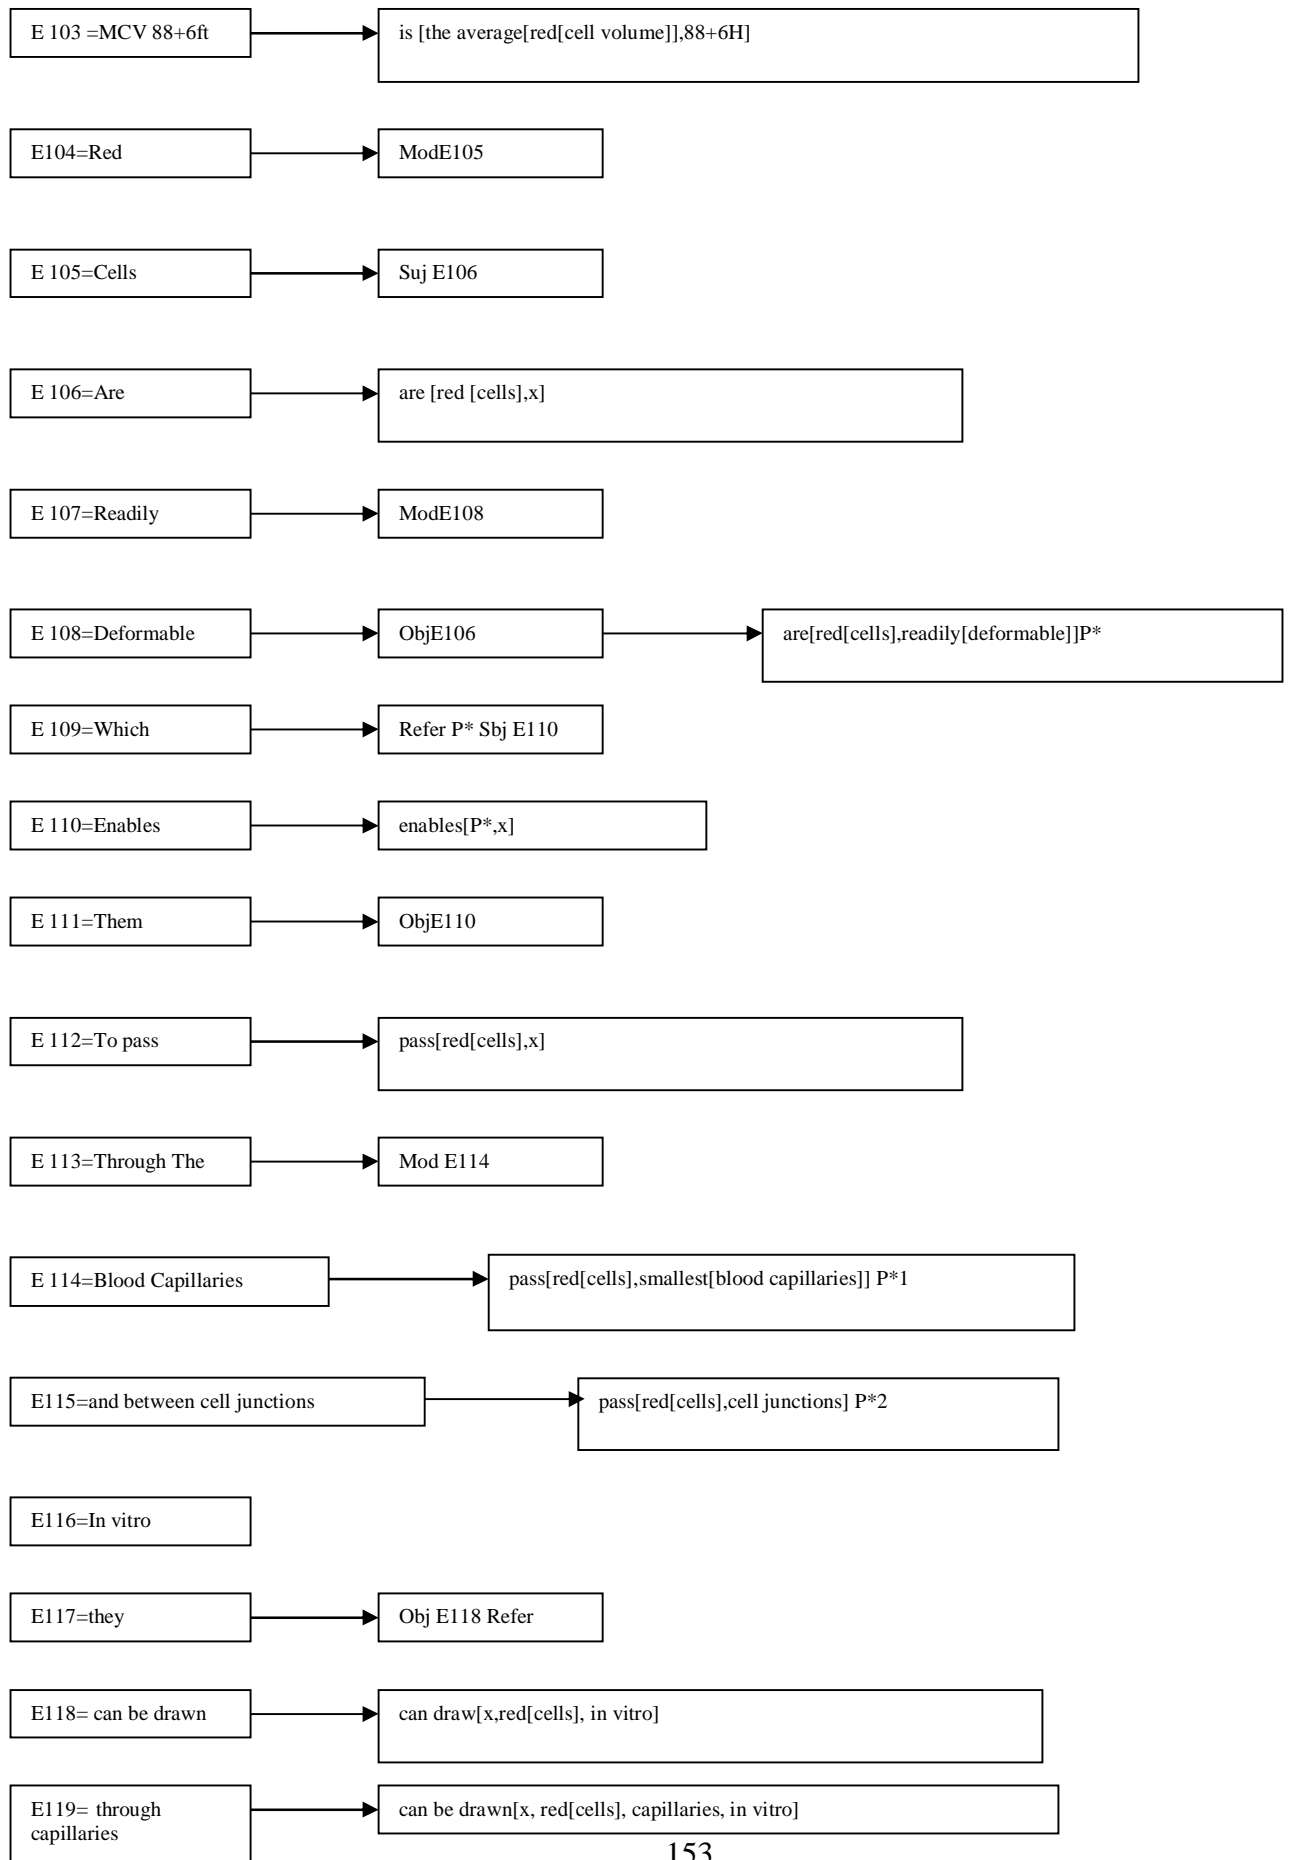 E 103 =MCV 88+6ft
is [the average[red[cell volume]],88+6H]
E104=Red
ModE105
E 105=Cells
Suj E106
E 106=Are
are [red [cells],x]
E 107=Readily
ModE108
E 108=Deformable
ObjE106
are[red[cells],readily[deformable]]P*
E 109=Which
Refer P* Sbj E110
E 110=Enables
enables[P*,x]
E 111=Them
ObjE110
E 112=To pass
pass[red[cells],x]
E 113=Through The
Mod E114
E 114=Blood Capillaries
pass[red[cells],smallest[blood capillaries]] P*1
E115=and between cell junctions
pass[red[cells],cell junctions] P*2
E116=In vitro
E117=they
Obj E118 Refer
E118= can be drawn
can draw[x,red[cells], in vitro]
E119= through
capillaries
can be drawn[x, red[cells], capillaries, in vitro]
153